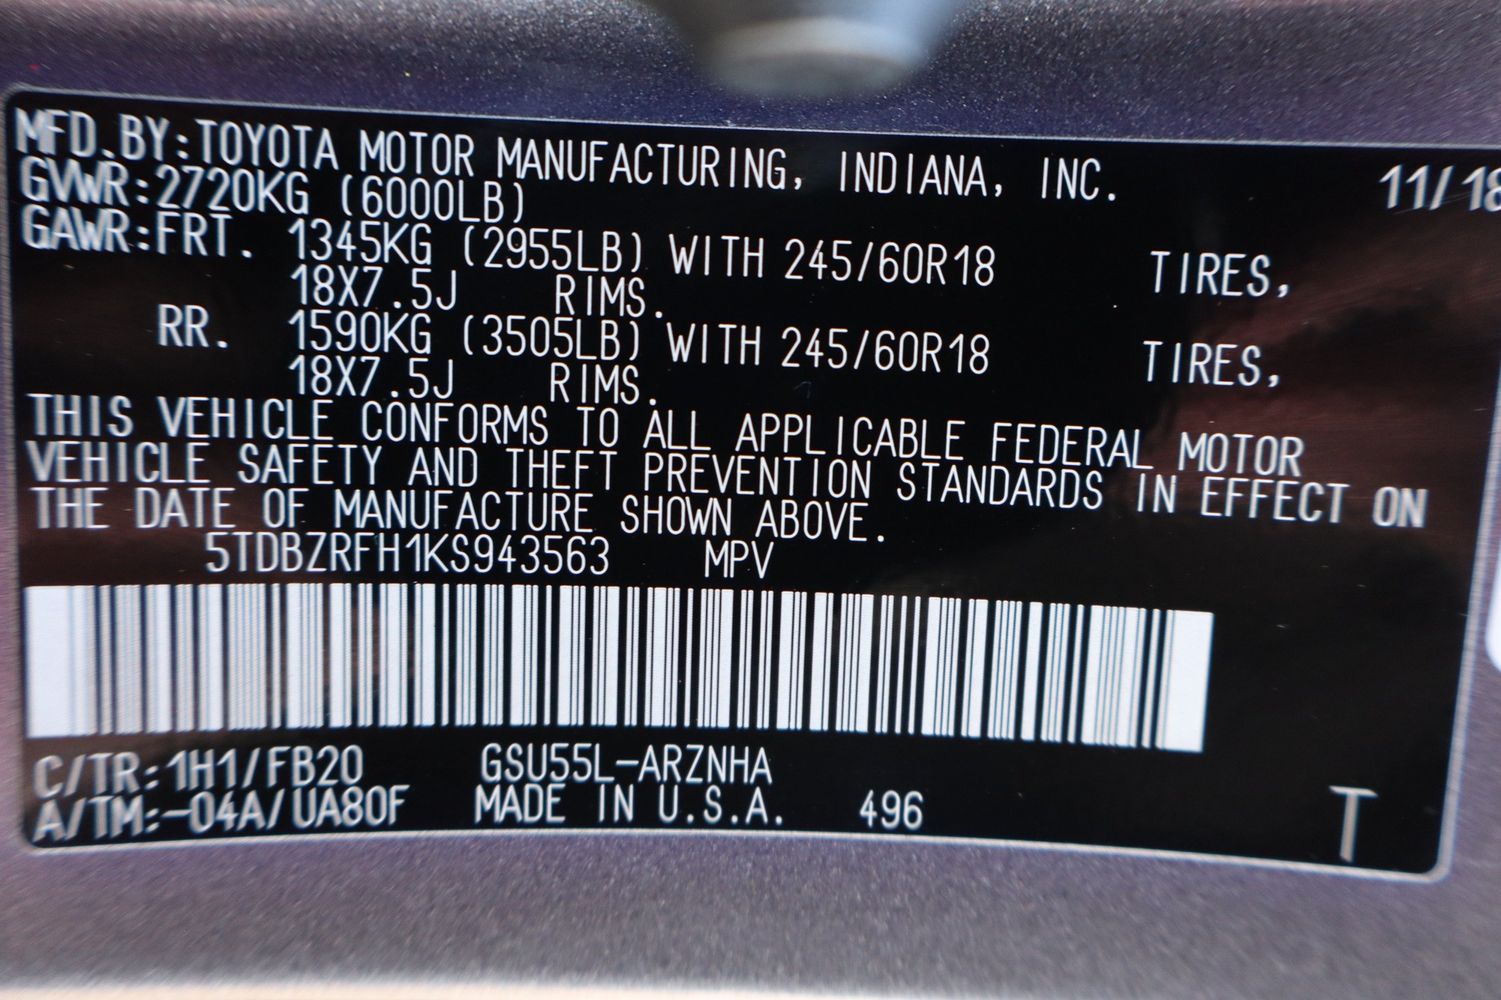 MFD.BY:TOYOTA MOTOR MANUFACTURING, INDIANA, INC. 11/18
GVWR:2720KG (6000LB)
GAWR:FRT. 1345KG (2955LB) WITH 245/60R18 TIRES,
18X7.5J RIMS.
RR. 1590KG (3505LB) WITH 245/60R18 TIRES,
18X7.5J RIMS.
THIS VEHICLE CONFORMS TO ALL APPLICABLE FEDERAL MOTOR
VEHICLE SAFETY AND THEFT PREVENTION STANDARDS IN EFFECT ON
THE DATE OF MANUFACTURE SHOWN ABOVE.
5TDBZRFH1KS943563 MPV
C/TR:1H1/FB20 GSU55L-ARZNHA
A/TM:-04A/UA80F MADE IN U.S.A. 496 T